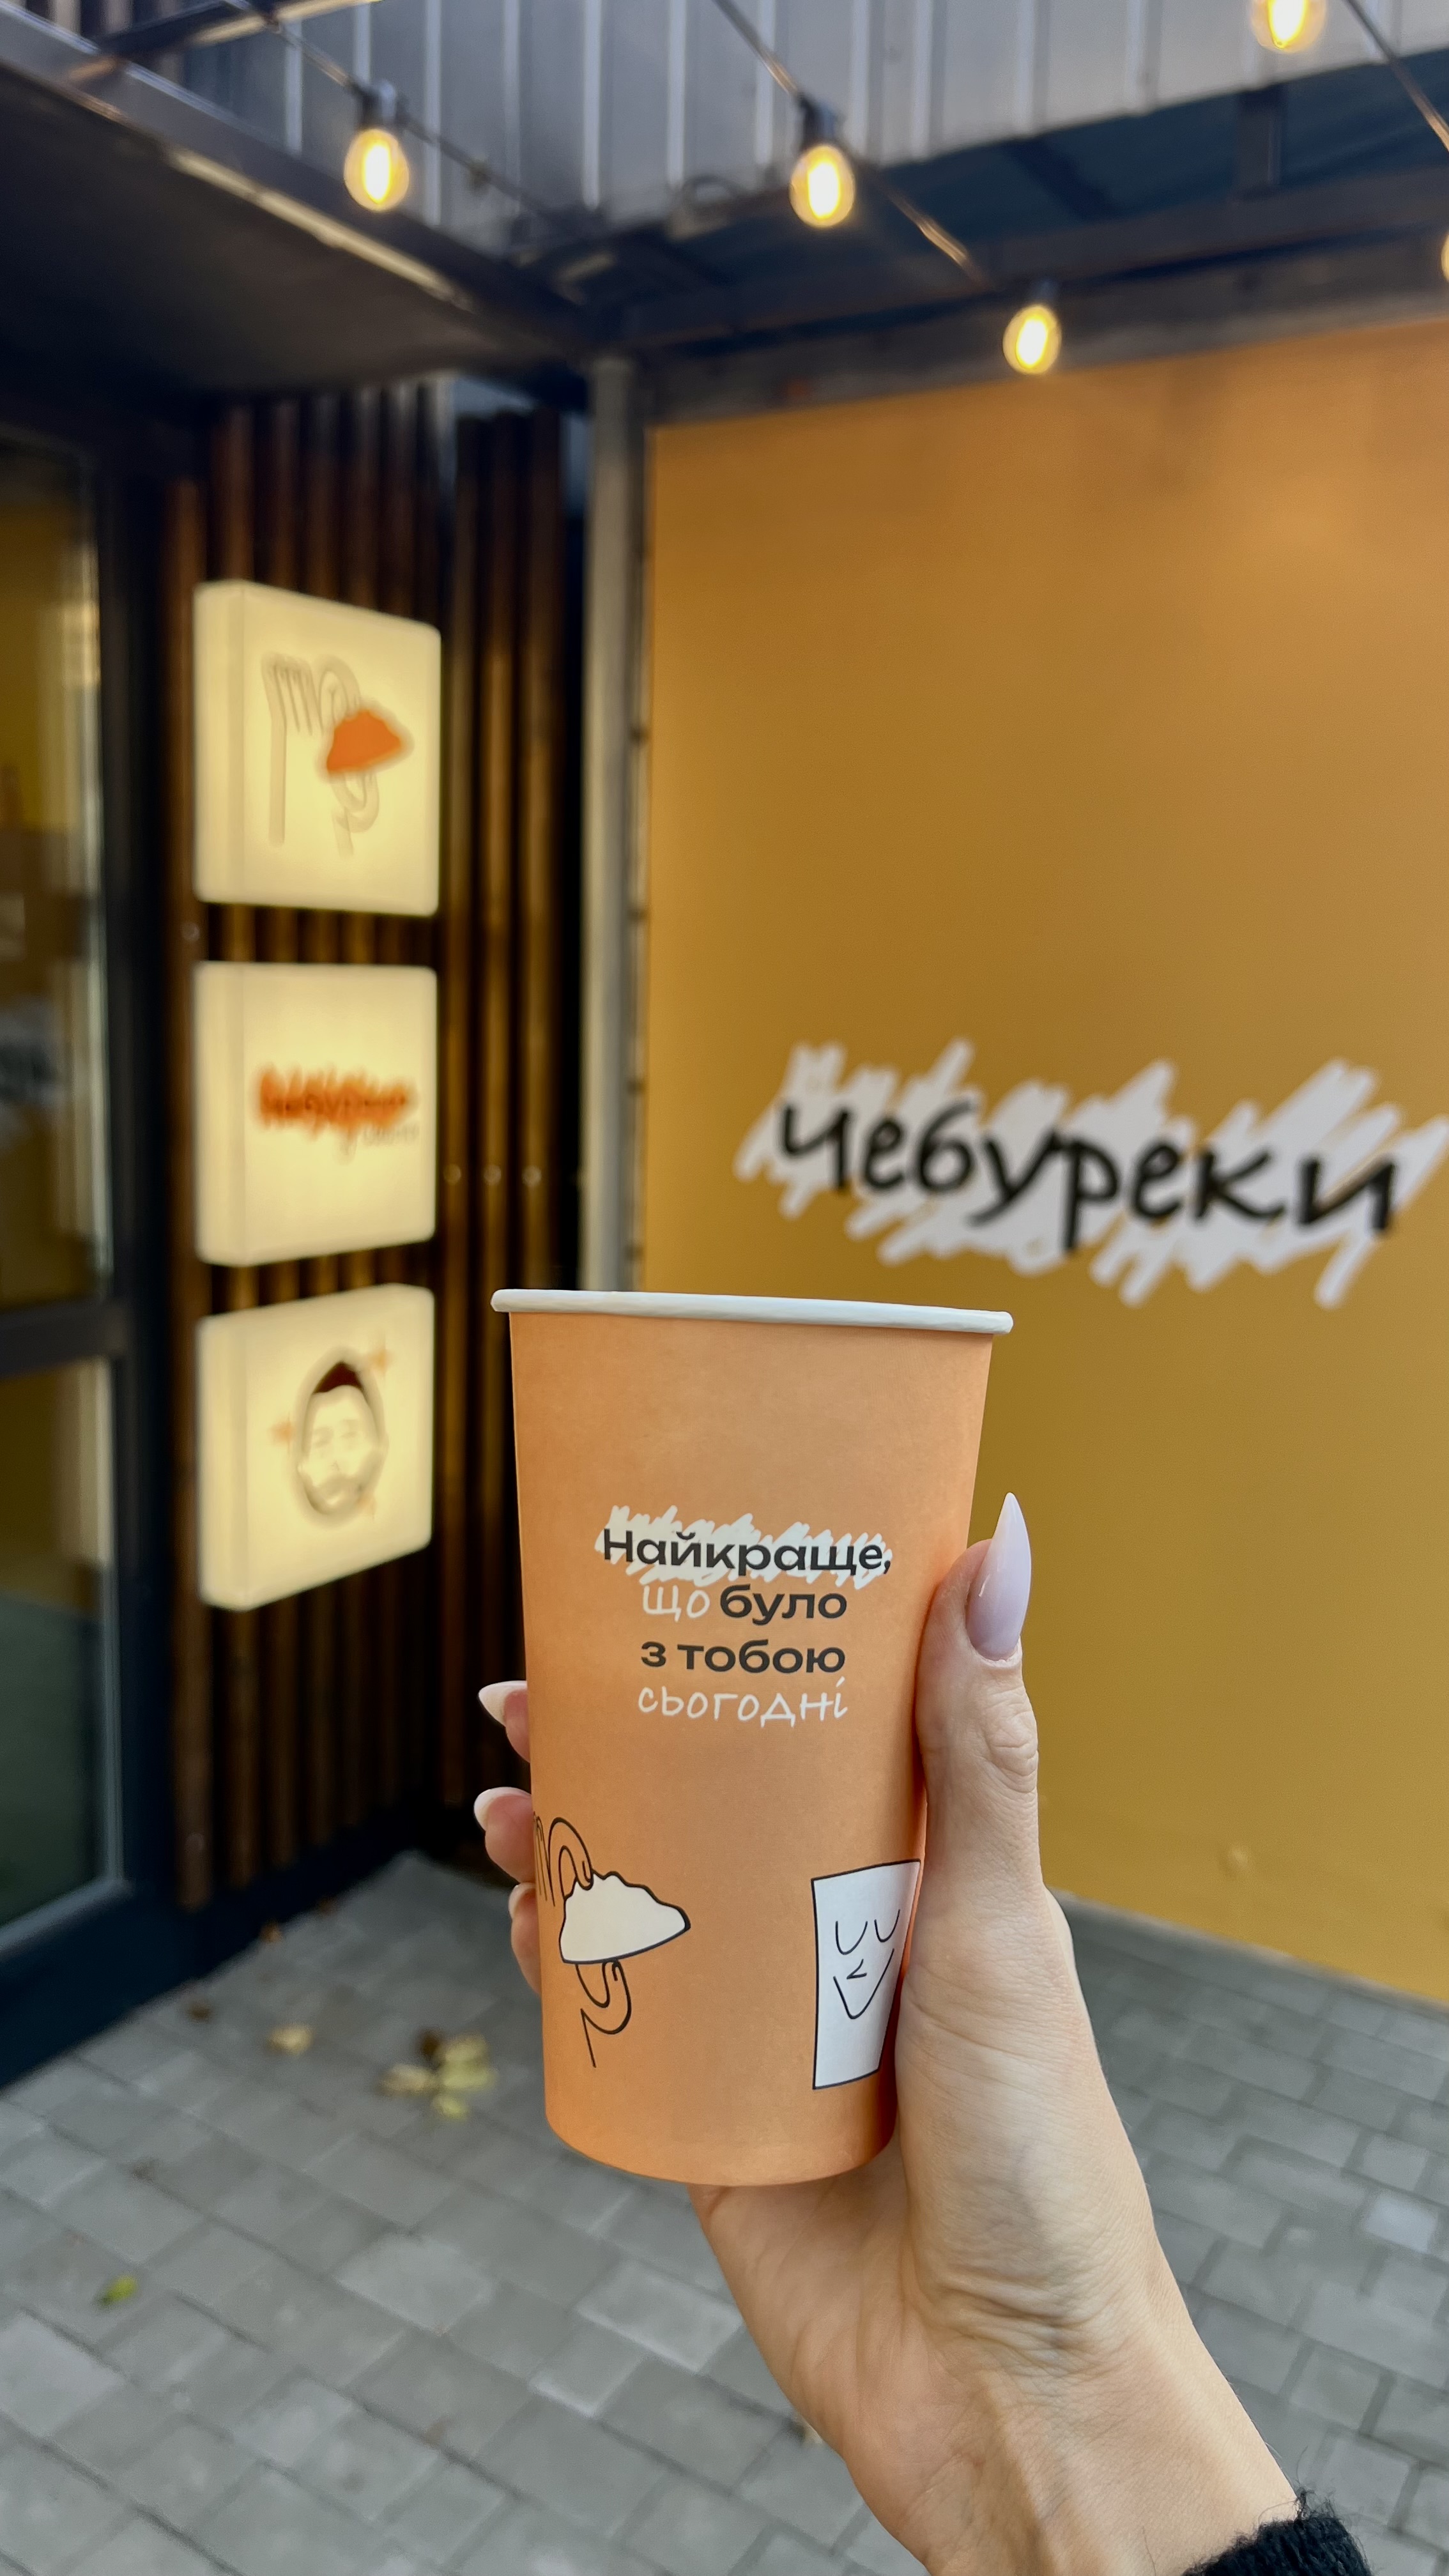 чебуреки
Найкраще,
що було
з тобою
сьогодні